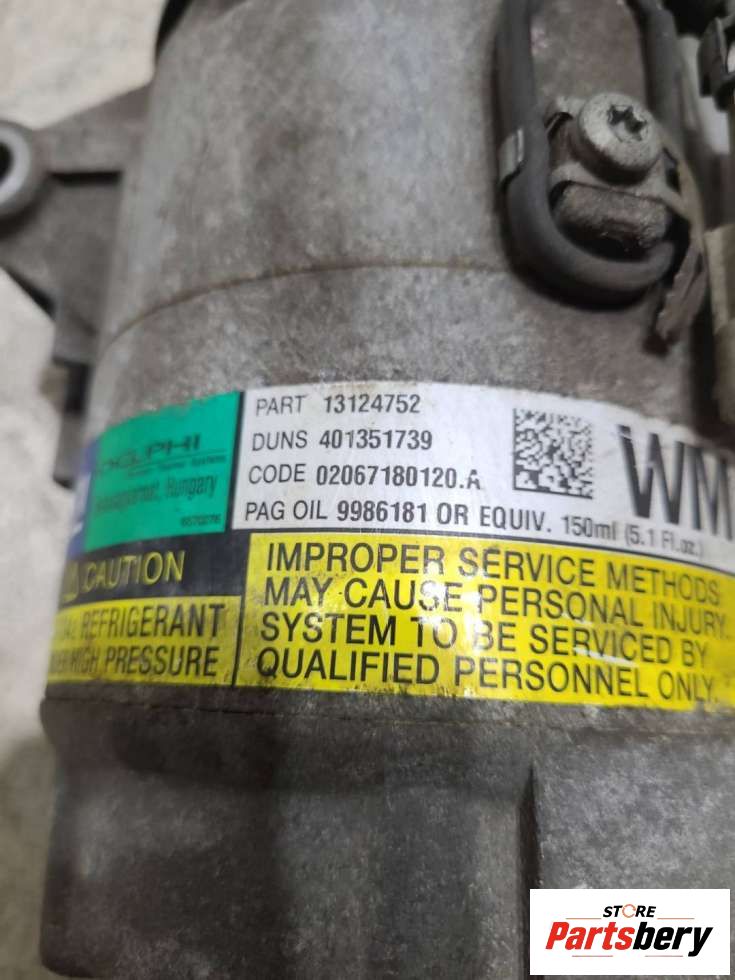 PART 13124752
DUNS 401351739
CODE 02067180120.A
PAG OIL 9986181 OR EQUIV. 150ml (5.1 Fl.oz.)
WM
DELPHI
Hungary
CAUTION
REFRIGERANT
HIGH PRESSURE
IMPROPER SERVICE METHODS
MAY CAUSE PERSONAL INJURY.
SYSTEM TO BE SERVICED BY
QUALIFIED PERSONNEL ONLY.
STORE
Partsbery